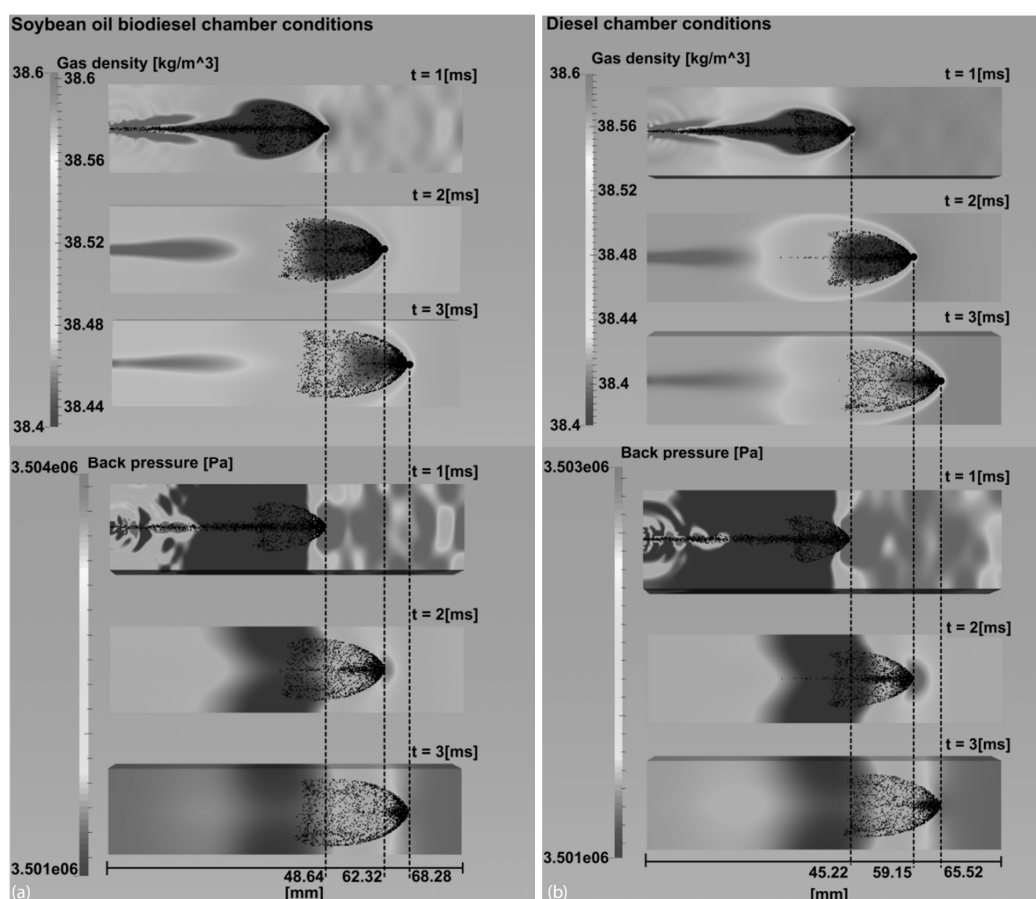 Soybean oil biodiesel chamber conditions
Gas density [kg/m^3]
38.6
38.6
38.56
38.52
38.48
38.44
38.4
t = 1[ms]
t = 2[ms]
t = 3[ms]
Back pressure [Pa]
3.504e06
3.501e06
t = 1[ms]
t = 2[ms]
t = 3[ms]
48.64 62.32 68.28
[mm]
(a)
Diesel chamber conditions
Gas density [kg/m^3]
38.6
38.56
38.52
38.48
38.44
38.4
t = 1[ms]
t = 2[ms]
t = 3[ms]
Back pressure [Pa]
3.503e06
3.501e06
t = 1[ms]
t = 2[ms]
t = 3[ms]
45.22 59.15 65.52
[mm]
(b)